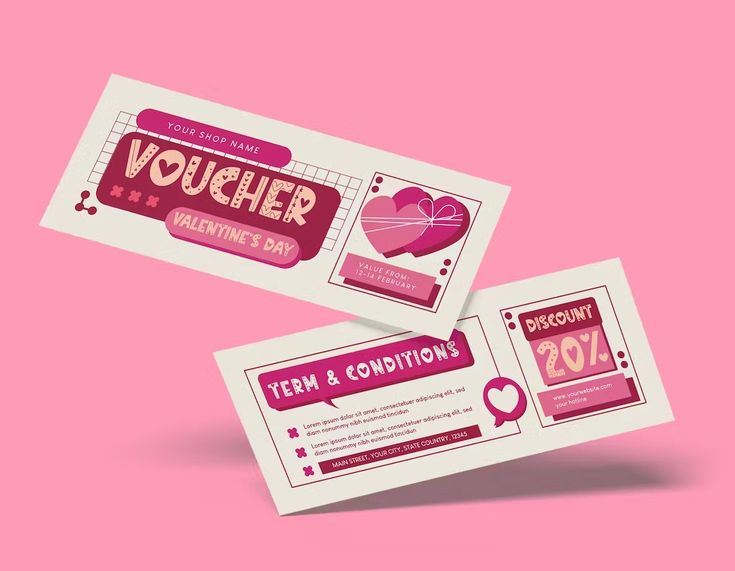 YOUR SHOP NAME
VOUCHER
VALENTINE'S DAY
VALUE FROM:
12-14 FEBRUARY
TERM & CONDITIONS
Lorem ipsum dolor sit amet, consectetuer adipiscing elit, sed
diam nonummy nibh euismod tincidun
Lorem ipsum dolor sit amet, consectetuer adipiscing elit, sed
diam nonummy nibh euismod tincidun
MAIN STREET, YOUR CITY, STATE COUNTRY, 12345
DISCOUNT
20%
www.yourwebsite.com
your hotline